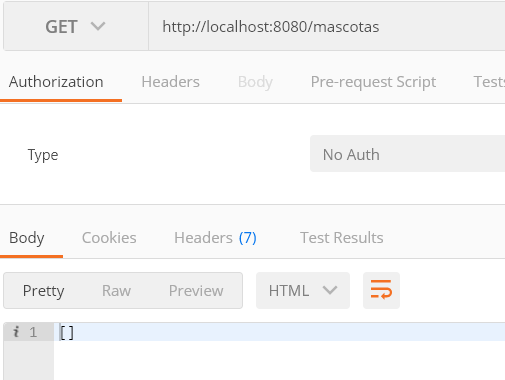 GET http://localhost:8080/mascotas
Authorization Headers Body Pre-request Script Tests
Type No Auth
Body Cookies Headers (7) Test Results
Pretty Raw Preview HTML
i 1 []